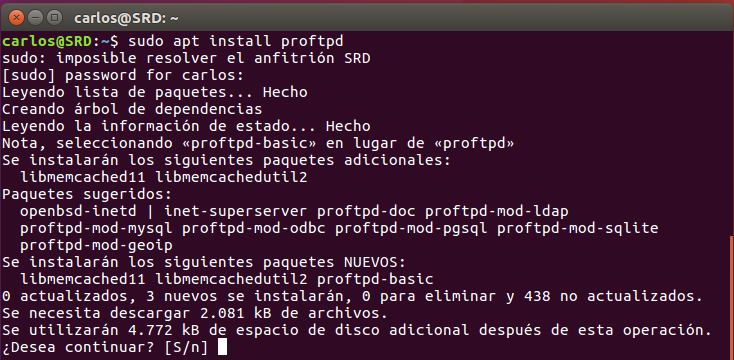 carlos@SRD: ~
carlos@SRD:~$ sudo apt install proftpd
sudo: imposible resolver el anfitrión SRD
[sudo] password for carlos:
Leyendo lista de paquetes... Hecho
Creando árbol de dependencias
Leyendo la información de estado... Hecho
Nota, seleccionando «proftpd-basic» en lugar de «proftpd»
Se instalarán los siguientes paquetes adicionales:
  libmemcached11 libmemcachedutil2
Paquetes sugeridos:
  openbsd-inetd | inet-superserver proftpd-doc proftpd-mod-ldap
  proftpd-mod-mysql proftpd-mod-odbc proftpd-mod-pgsql proftpd-mod-sqlite
  proftpd-mod-geoip
Se instalarán los siguientes paquetes NUEVOS:
  libmemcached11 libmemcachedutil2 proftpd-basic
0 actualizados, 3 nuevos se instalarán, 0 para eliminar y 438 no actualizados.
Se necesita descargar 2.081 kB de archivos.
Se utilizarán 4.772 kB de espacio de disco adicional después de esta operación.
¿Desea continuar? [S/n]